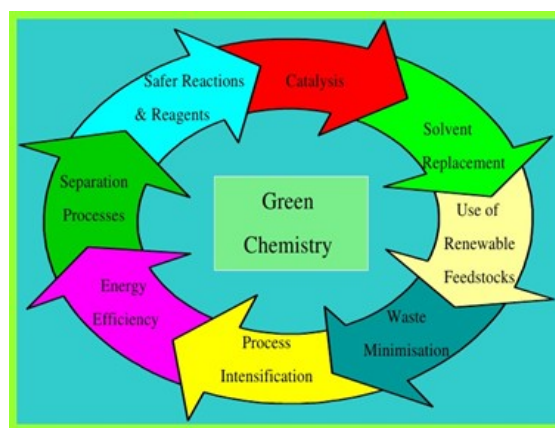 Safer Reactions
& Reagents
Catalysis
Solvent
Replacement
Use of
Renewable
Feedstocks
Waste
Minimisation
Process
Intensification
Energy
Efficiency
Separation
Processes
Green
Chemistry